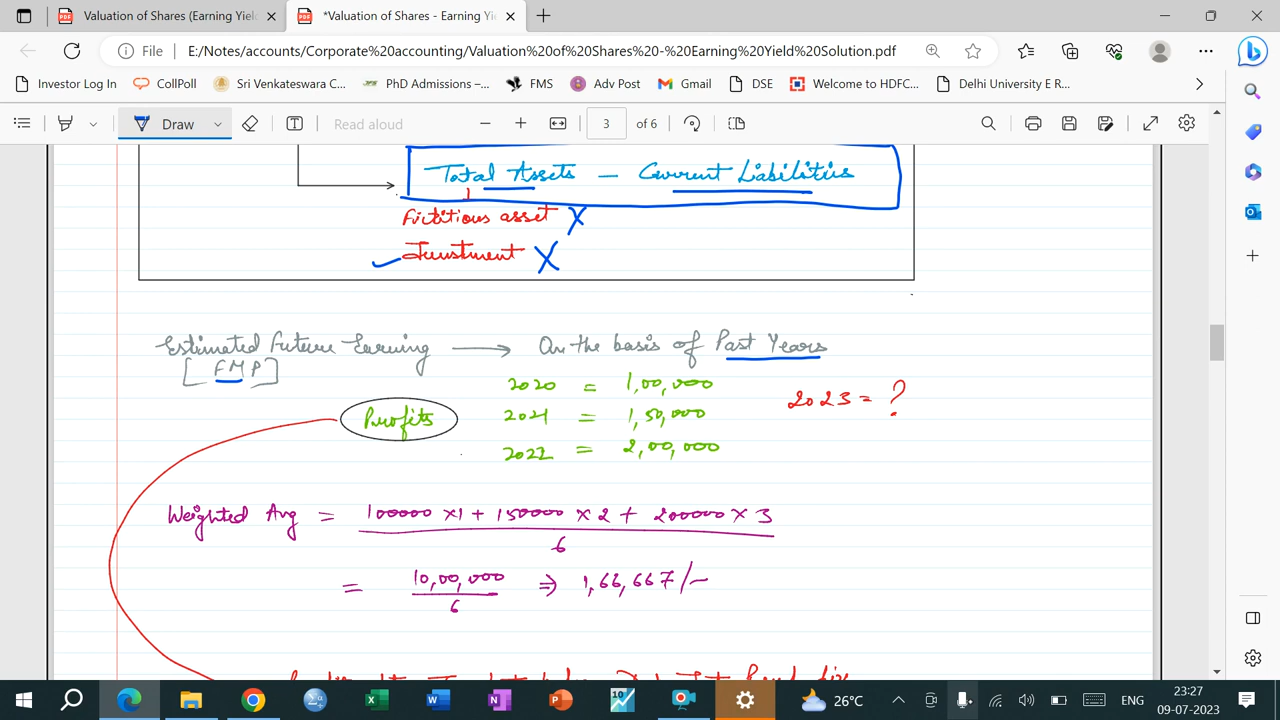 Valuation of Shares (Earning Yiel
*Valuation of Shares - Earning Yi
File E:/Notes/accounts/Corporate%20accounting/Valuation%20of%20Shares%20-%20Earning%20Yield%20Solution.pdf
Investor Log In CollPoll Sri Venkateswara C... PhD Admissions –... FMS Adv Post Gmail DSE Welcome to HDFC... Delhi University E R...
Draw Read aloud 3 of 6
Total Assets - Current Liabilities
Fictitious asset X
Investment X
Estimated Future Earning → On the basis of Past Years
[FMP]
2020 = 1,00,000
Profits 2021 = 1,50,000 2023 = ?
2022 = 2,00,000
Weighted Avg = 100000 x1 + 150000 x 2 + 200000 x 3
6
= 10,00,000 ⇒ 1,66,667/-
6
26°C ENG 23:27
09-07-2023